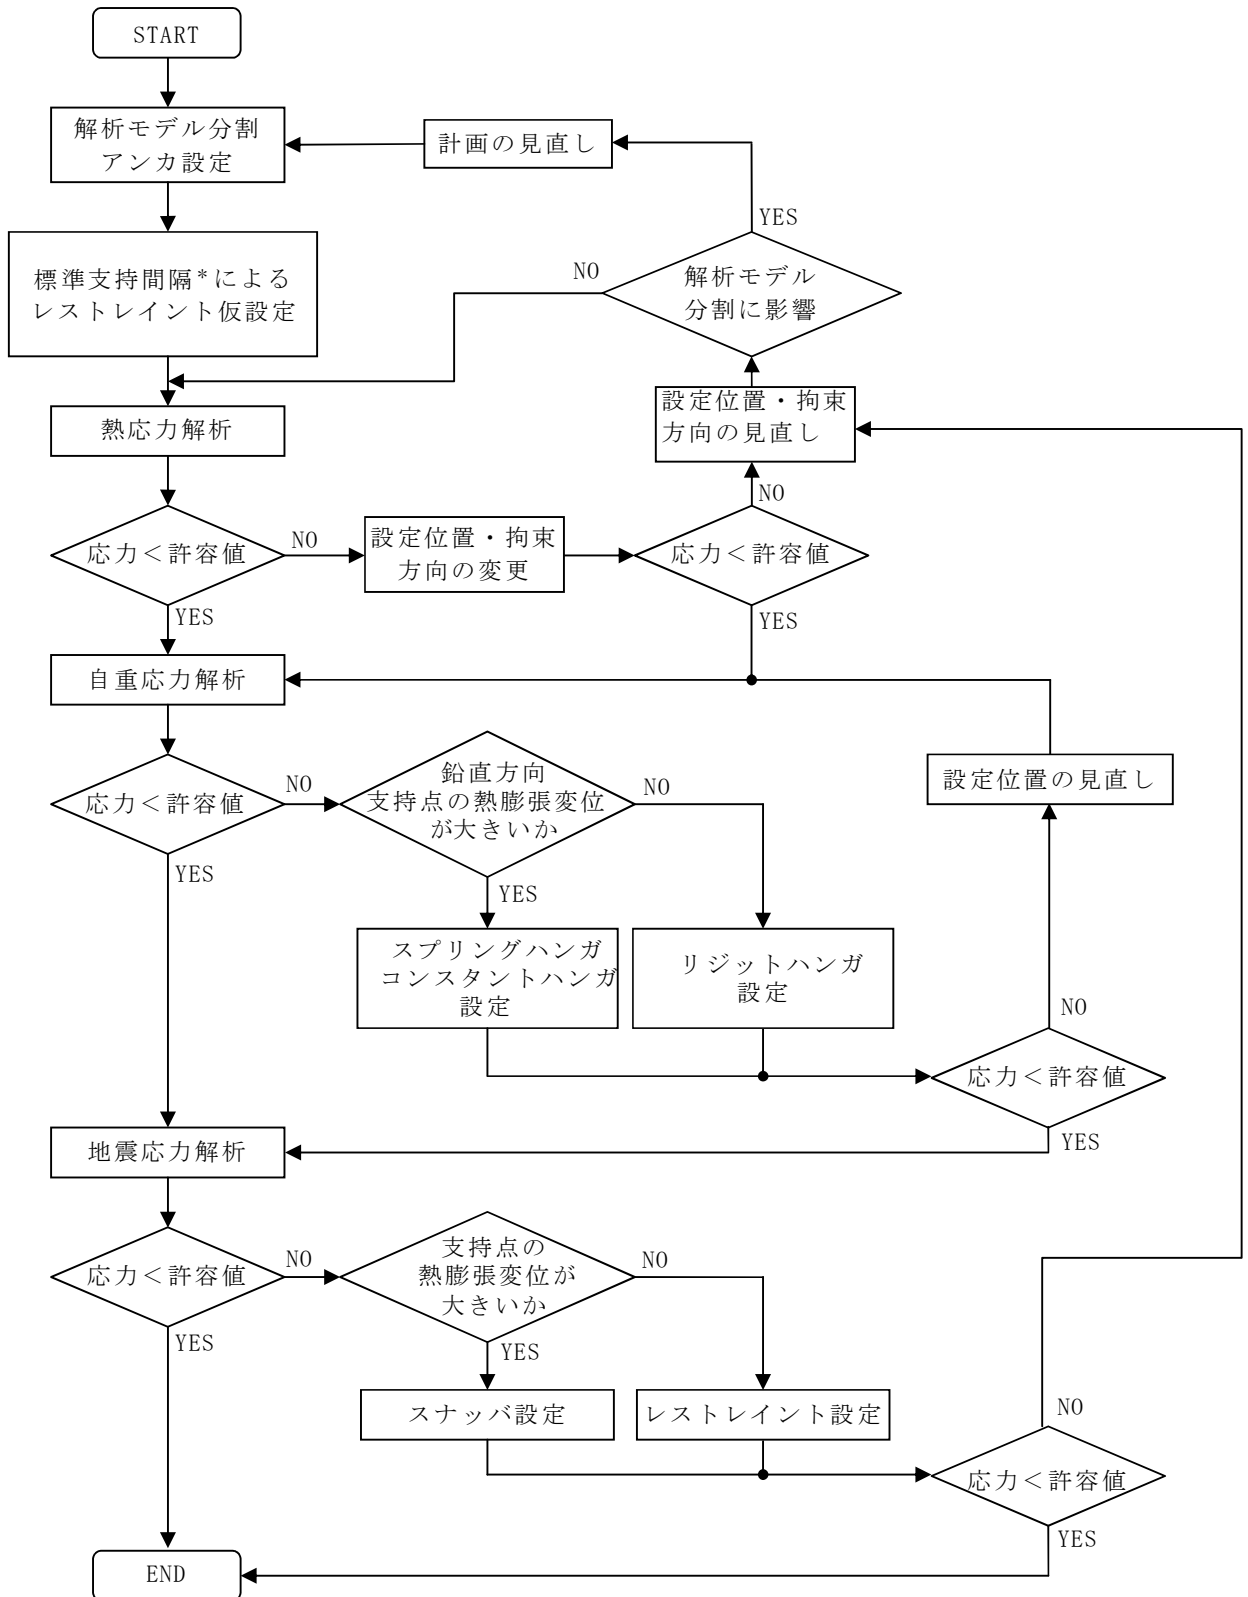 START
解析モデル分割
アンカ設定
計画の見直し
YES
標準支持間隔*による
レストレイント仮設定
NO
解析モデル
分割に影響
設定位置・拘束
方向の見直し
熱応力解析
NO
応力＜許容値
NO
設定位置・拘束
方向の変更
応力＜許容値
YES
YES
自重応力解析
設定位置の見直し
応力＜許容値
NO
鉛直方向
支持点の熱膨張変位
が大きいか
NO
YES
YES
スプリングハンガ
コンスタントハンガ
設定
リジットハンガ
設定
NO
応力＜許容値
YES
地震応力解析
応力＜許容値
NO
支持点の
熱膨張変位が
大きいか
NO
YES
YES
スナッバ設定
レストレイント設定
NO
応力＜許容値
YES
END